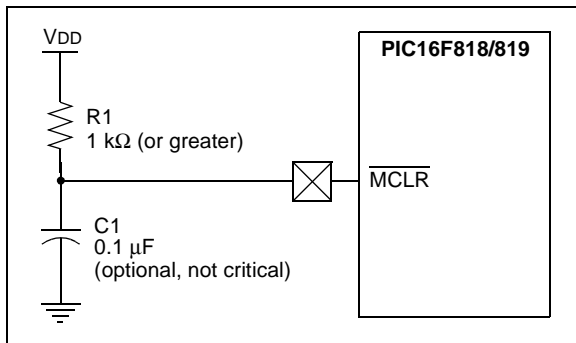 VDD
PIC16F818/819
R1
1 kΩ (or greater)
MCLR
C1
0.1 μF
(optional, not critical)